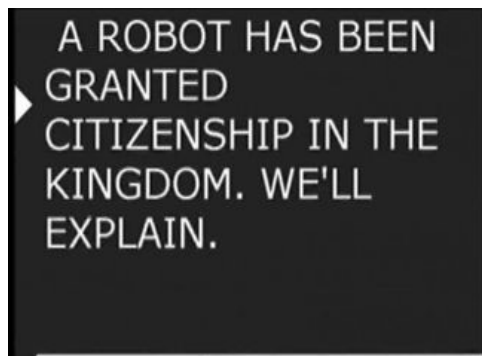 A ROBOT HAS BEEN
GRANTED
CITIZENSHIP IN THE
KINGDOM. WE'LL
EXPLAIN.